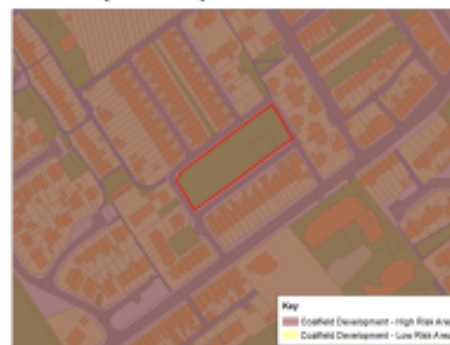 Key
Coalfield Development - High Risk Area
Coalfield Development - Low Risk Area